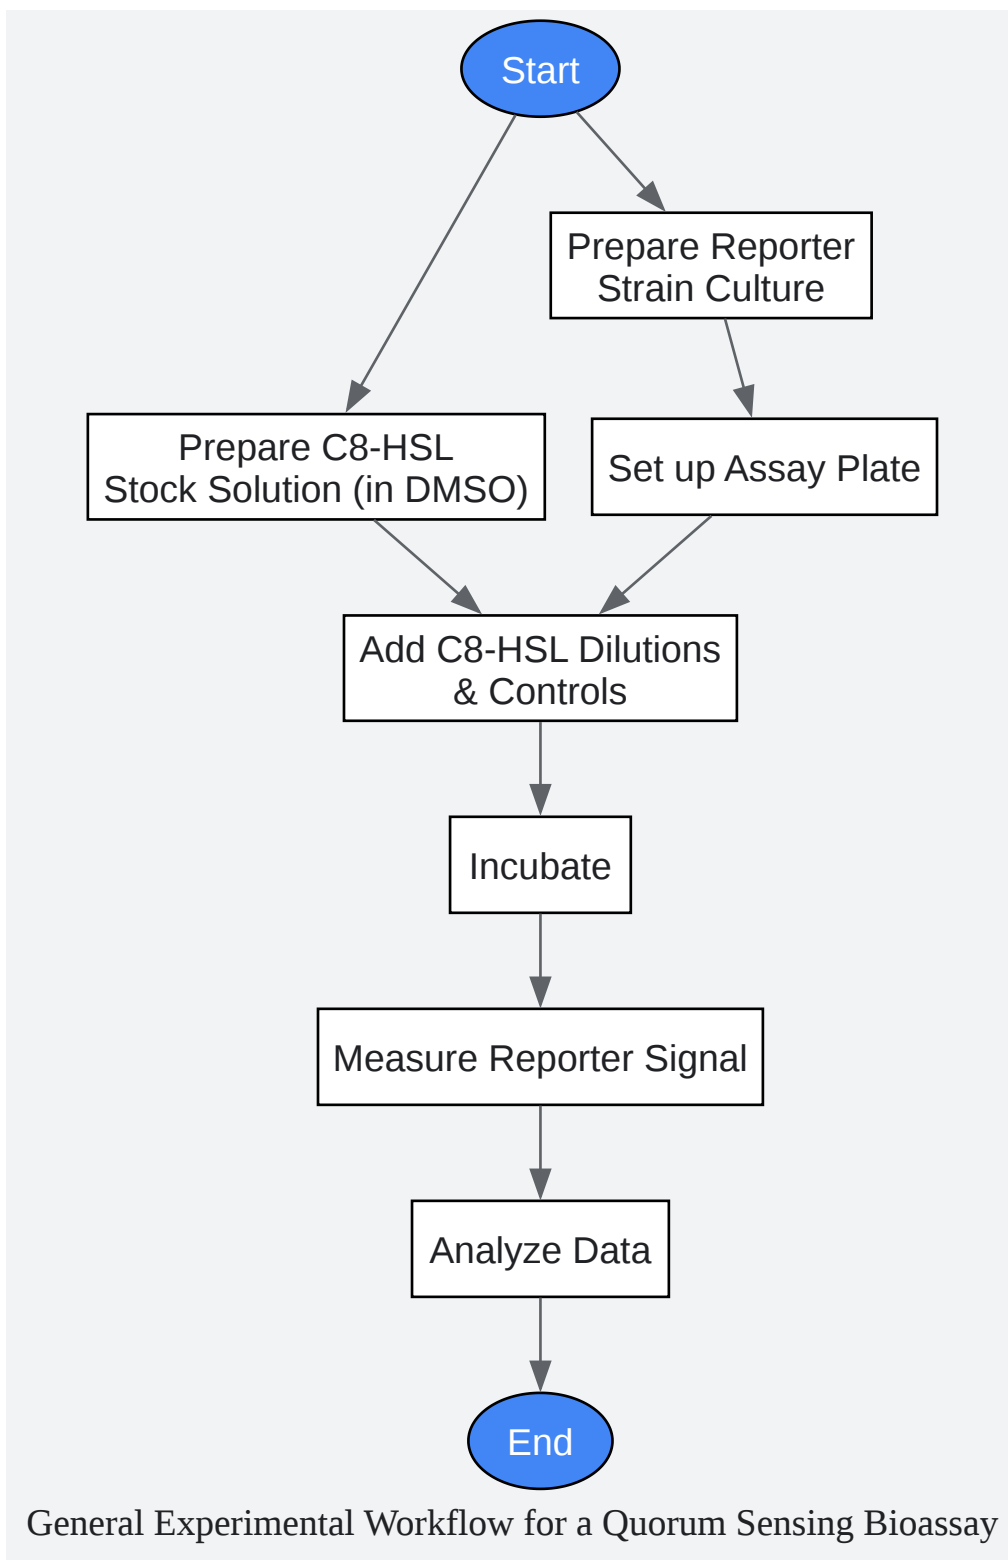 Start
Prepare Reporter
Strain Culture
Prepare C8-HSL
Stock Solution (in DMSO)
Set up Assay Plate
Add C8-HSL Dilutions
& Controls
Incubate
Measure Reporter Signal
Analyze Data
End
General Experimental Workflow for a Quorum Sensing Bioassay